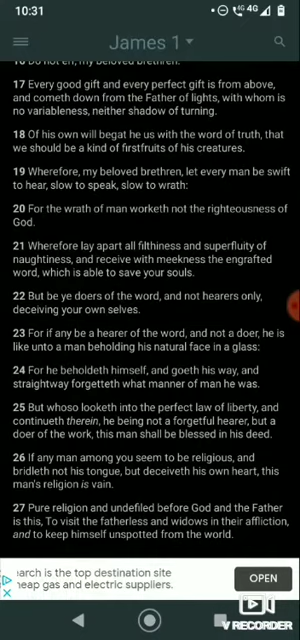 10:31
4G 4G
James 1
16 Do not err, my beloved brethren.
17 Every good gift and every perfect gift is from above,
and cometh down from the Father of lights, with whom is
no variableness, neither shadow of turning.
18 Of his own will begat he us with the word of truth, that
we should be a kind of firstfruits of his creatures.
19 Wherefore, my beloved brethren, let every man be swift
to hear, slow to speak, slow to wrath:
20 For the wrath of man worketh not the righteousness of
God.
21 Wherefore lay apart all filthiness and superfluity of
naughtiness, and receive with meekness the engrafted
word, which is able to save your souls.
22 But be ye doers of the word, and not hearers only,
deceiving your own selves.
23 For if any be a hearer of the word, and not a doer, he is
like unto a man beholding his natural face in a glass:
24 For he beholdeth himself, and goeth his way, and
straightway forgetteth what manner of man he was.
25 But whoso looketh into the perfect law of liberty, and
continueth therein, he being not a forgetful hearer, but a
doer of the work, this man shall be blessed in his deed.
26 If any man among you seem to be religious, and
bridleth not his tongue, but deceiveth his own heart, this
man's religion is vain.
27 Pure religion and undefiled before God and the Father
is this, To visit the fatherless and widows in their affliction,
and to keep himself unspotted from the world.
earch is the top destination site
heap gas and electric suppliers.
OPEN
V RECORDER